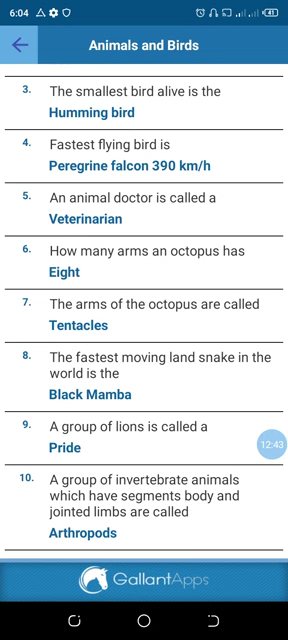 6:04
41
Animals and Birds
3. The smallest bird alive is the
Humming bird
4. Fastest flying bird is
Peregrine falcon 390 km/h
5. An animal doctor is called a
Veterinarian
6. How many arms an octopus has
Eight
7. The arms of the octopus are called
Tentacles
8. The fastest moving land snake in the
world is the
Black Mamba
9. A group of lions is called a
Pride
12:43
10. A group of invertebrate animals
which have segments body and
jointed limbs are called
Arthropods
GallantApps